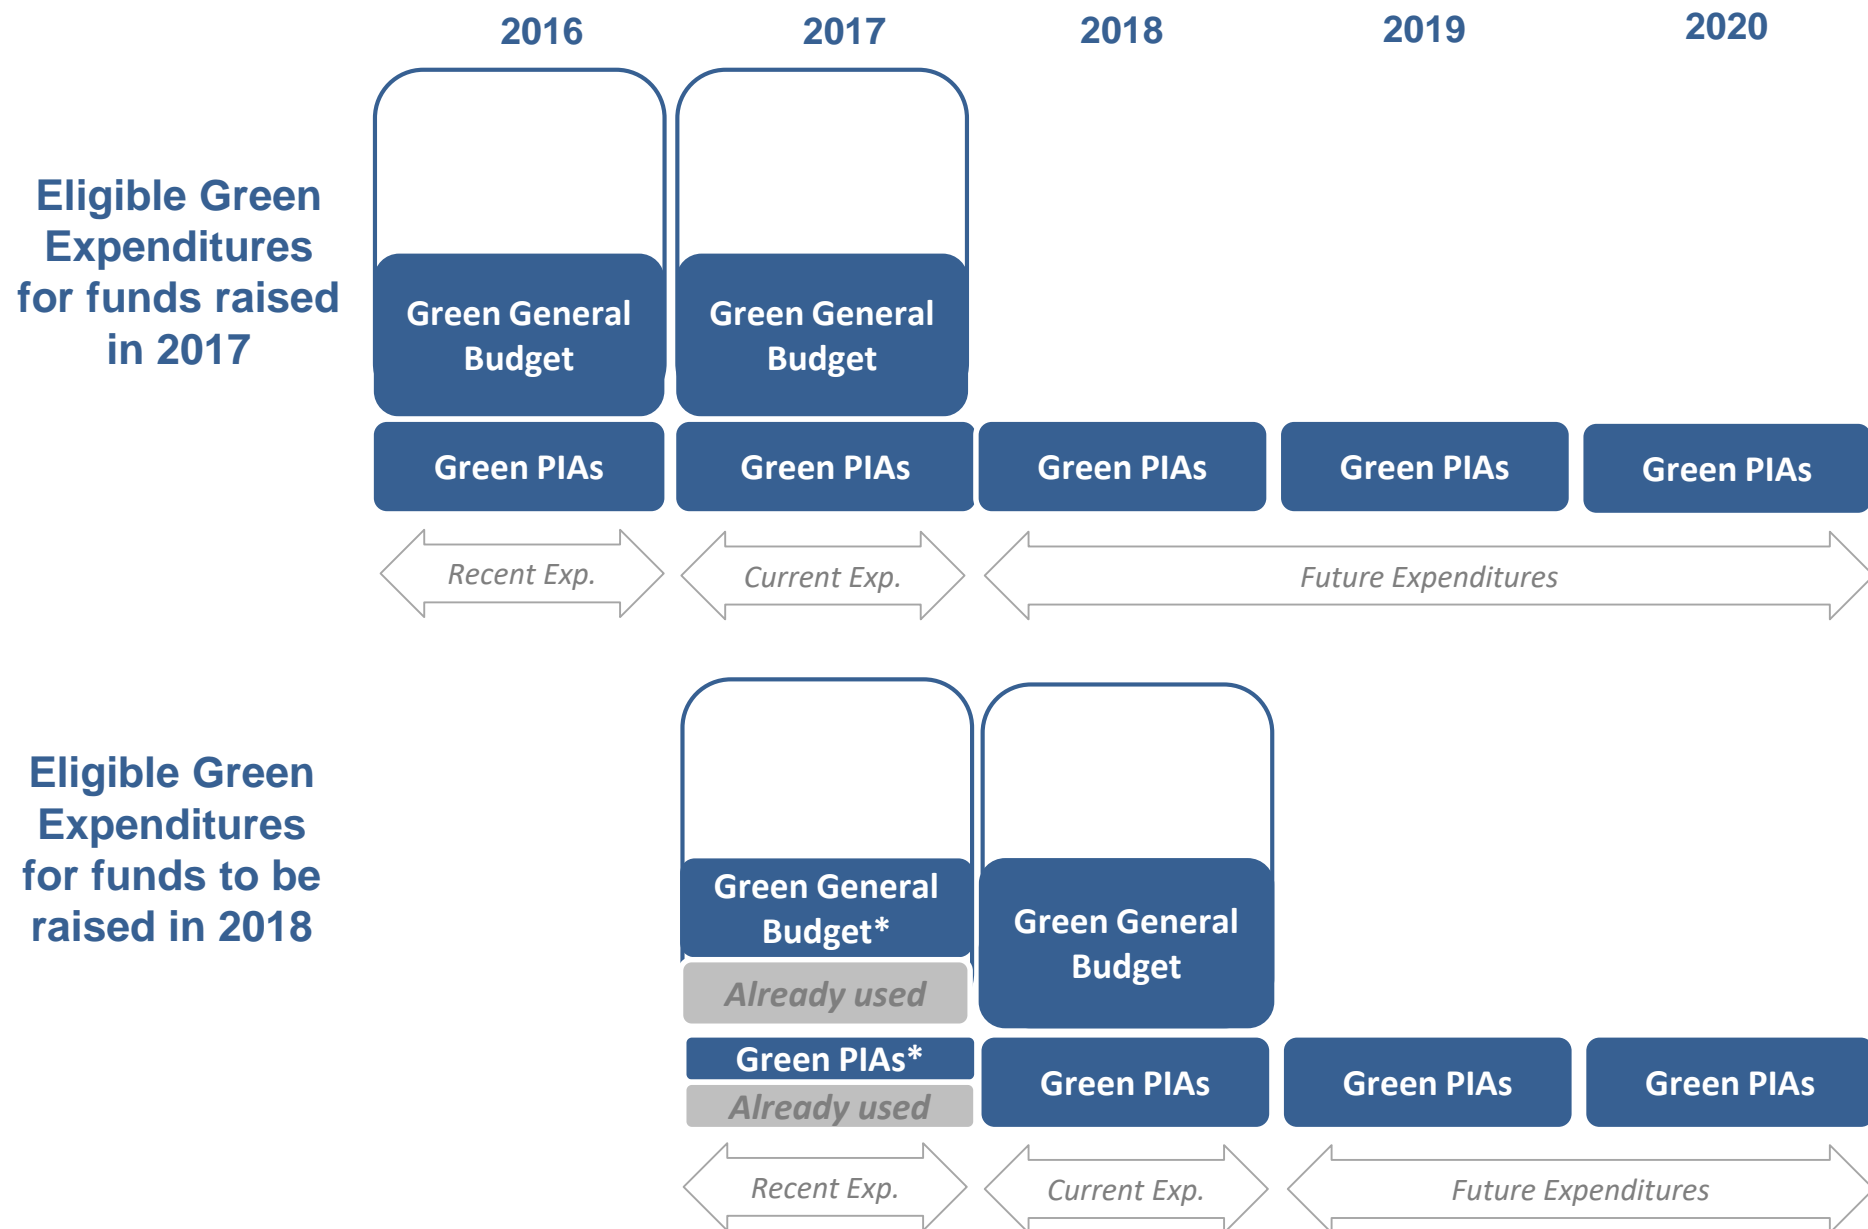 2016 2017 2018 2019 2020
Eligible Green
Expenditures
for funds raised
in 2017
Green General
Budget
Green General
Budget
Green PIAs Green PIAs Green PIAs Green PIAs Green PIAs
Recent Exp. Current Exp. Future Expenditures
Eligible Green
Expenditures
for funds to be
raised in 2018
Green General
Budget*
Already used
Green General
Budget
Green PIAs*
Already used
Green PIAs Green PIAs Green PIAs
Recent Exp. Current Exp. Future Expenditures